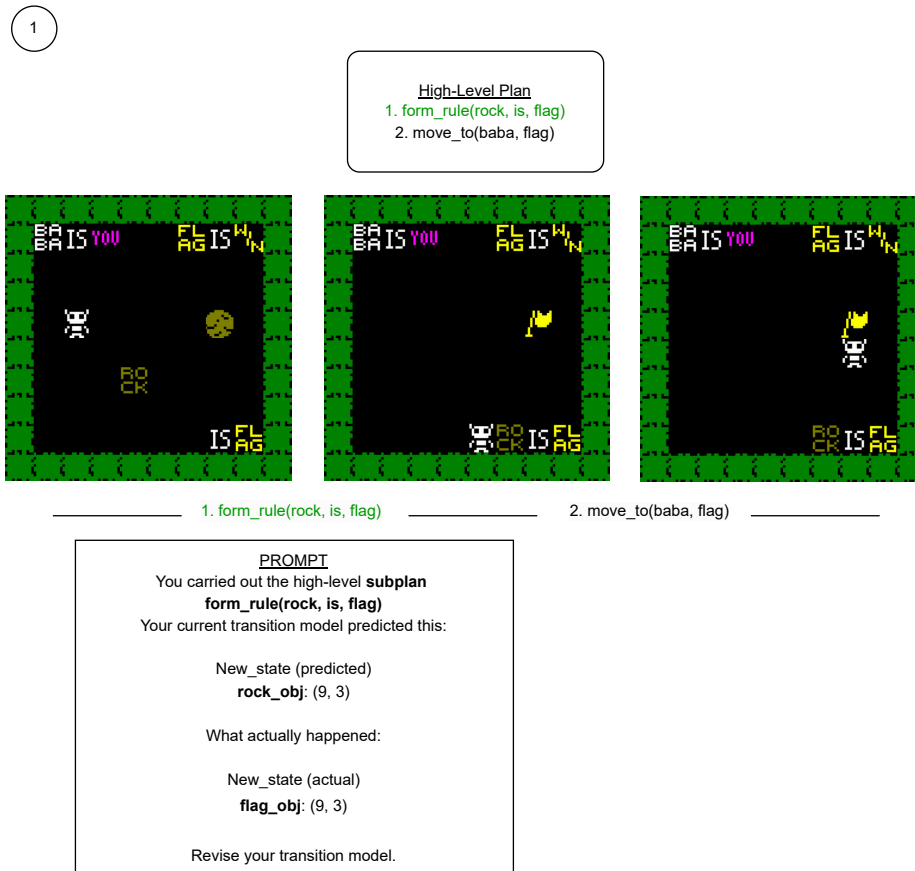 1
High-Level Plan
1. form_rule(rock, is, flag)
2. move_to(baba, flag)
BA BA IS YOU FL AG IS WIN
RO CK
IS FL AG
BA BA IS YOU FL AG IS WIN
RO CK IS FL AG
BA BA IS YOU FL AG IS WIN
RO CK IS FL AG
1. form_rule(rock, is, flag)
2. move_to(baba, flag)
PROMPT
You carried out the high-level subplan
form_rule(rock, is, flag)
Your current transition model predicted this:
New_state (predicted)
rock_obj: (9, 3)
What actually happened:
New_state (actual)
flag_obj: (9, 3)
Revise your transition model.